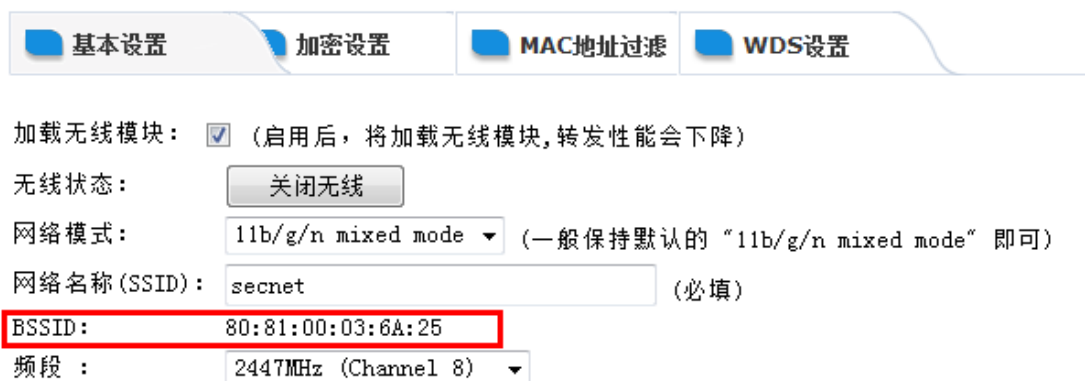 基本设置 加密设置 MAC地址过滤 WDS设置
加载无线模块： (启用后，将加载无线模块,转发性能会下降)
无线状态： 关闭无线
网络模式： 11b/g/n mixed mode (一般保持默认的 "11b/g/n mixed mode" 即可)
网络名称(SSID)： secnet (必填)
BSSID： 80:81:00:03:6A:25
频段 ： 2447MHz (Channel 8)